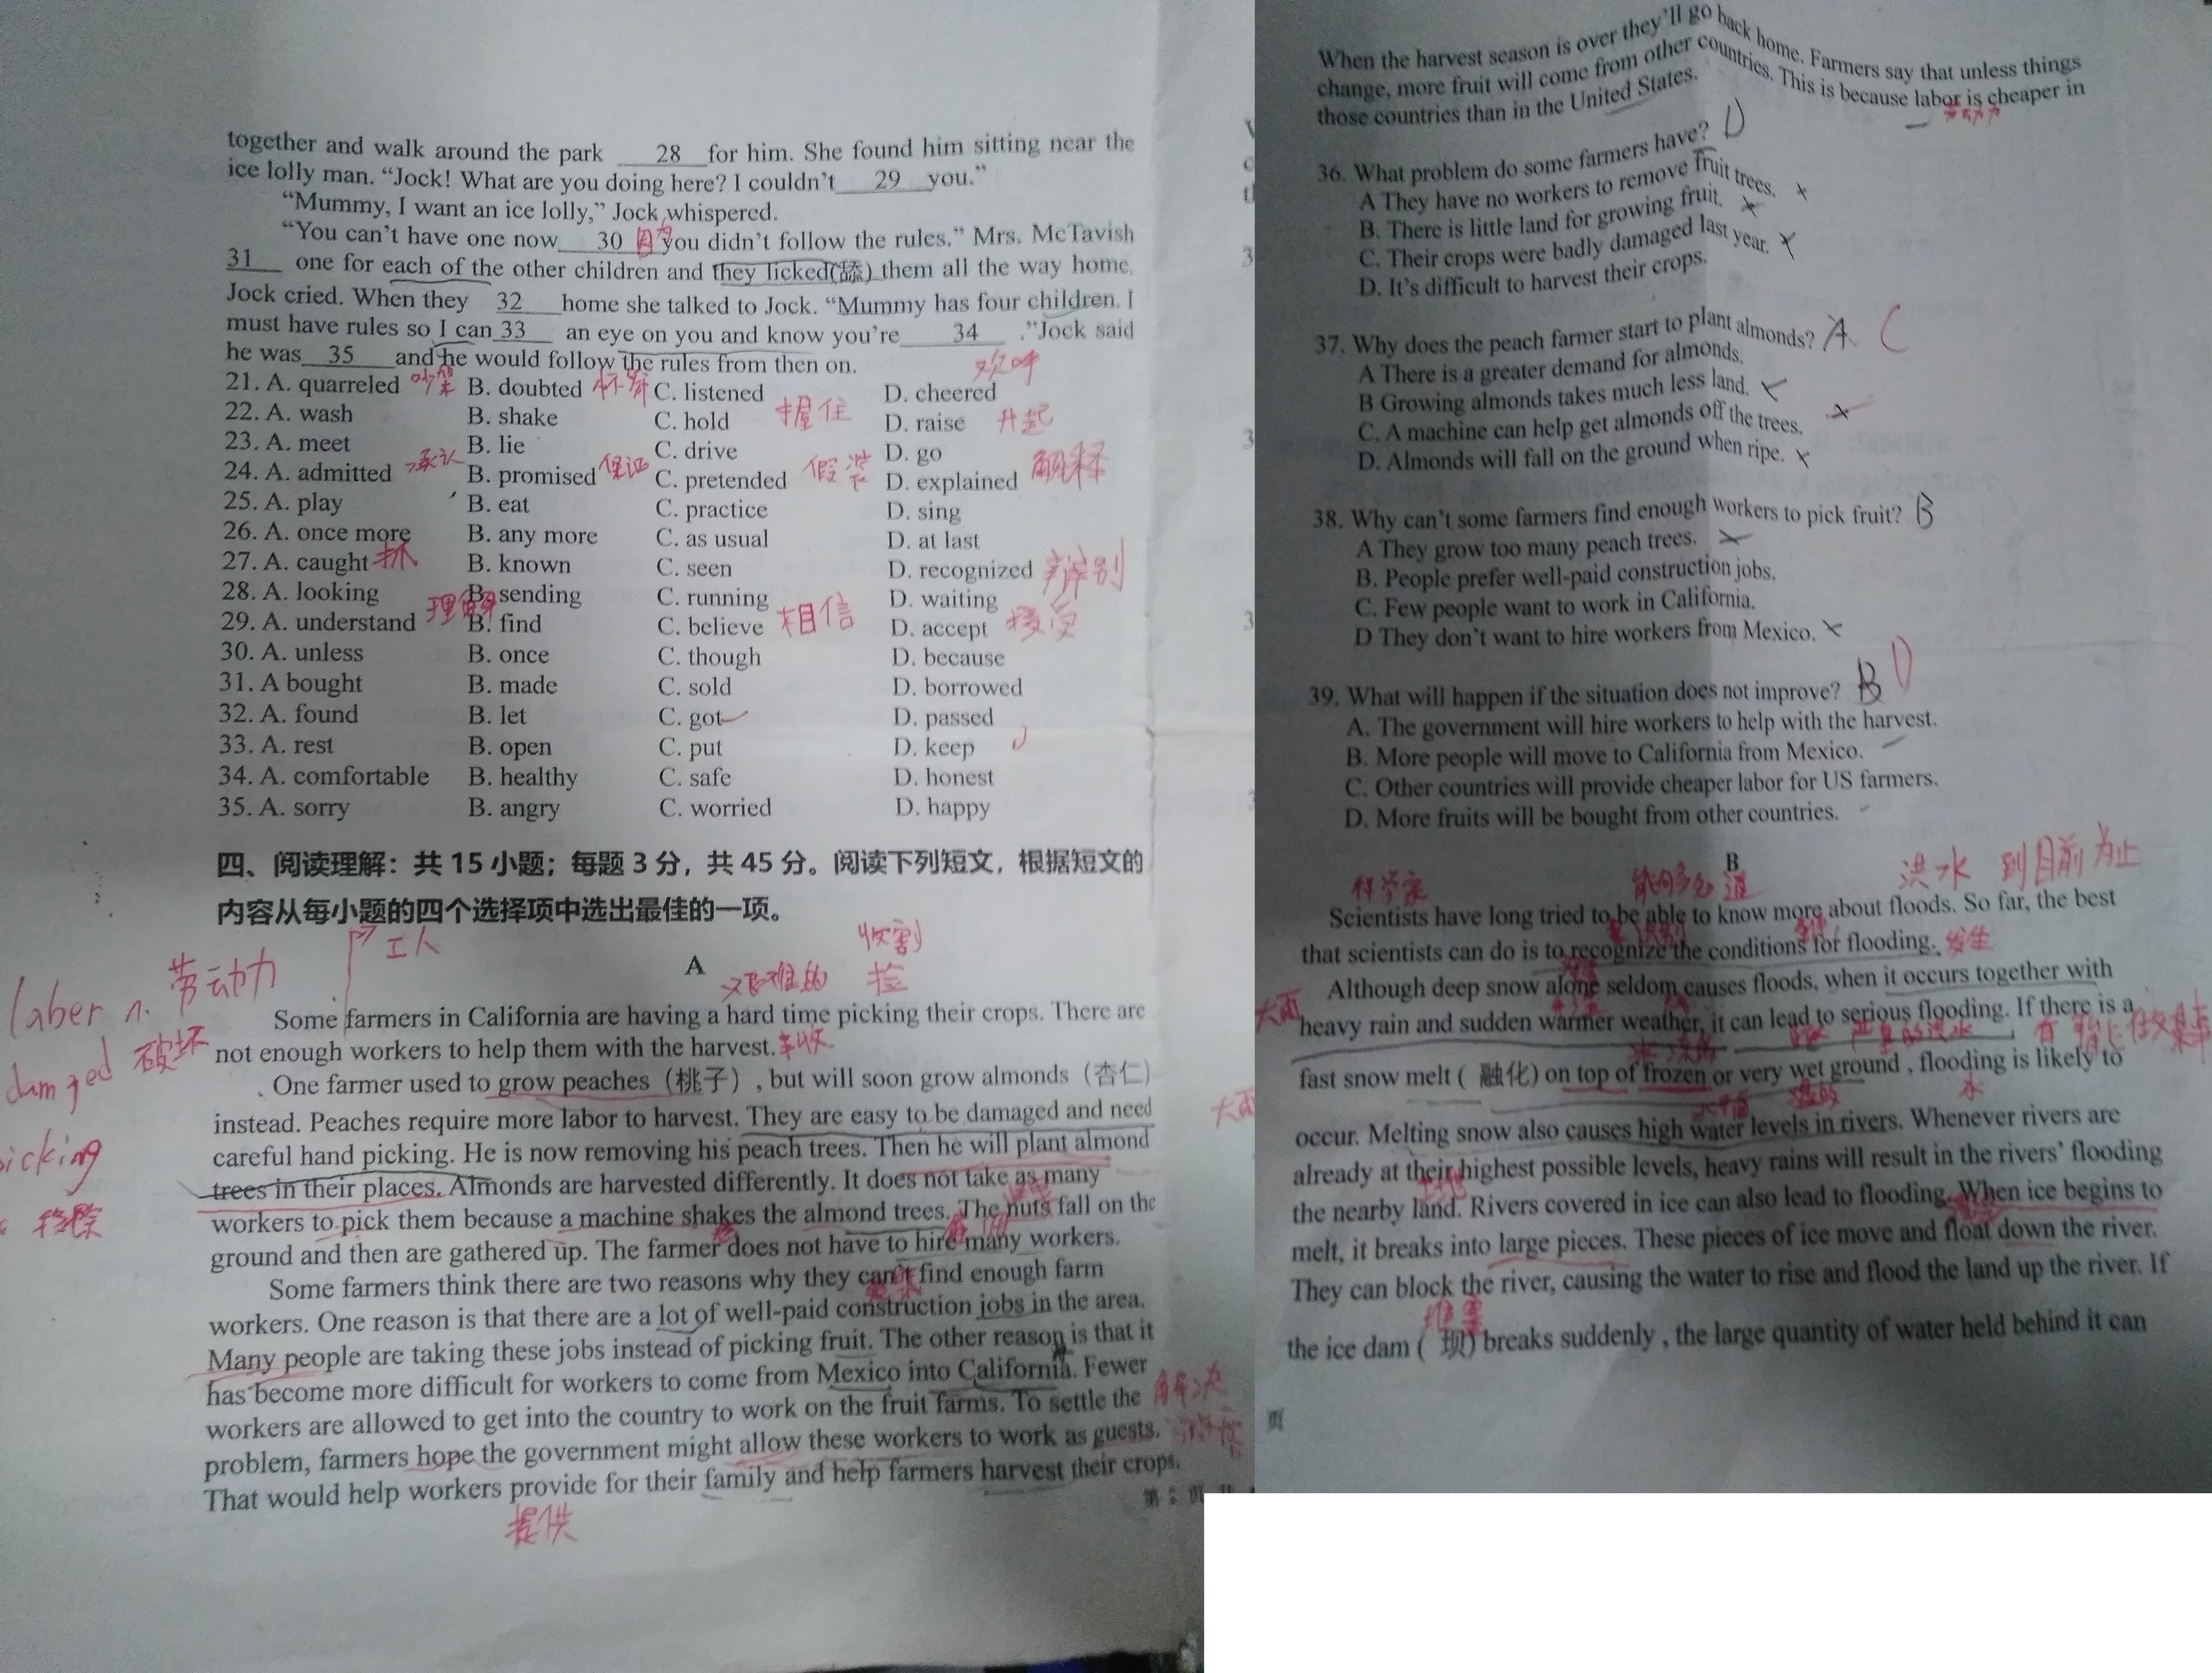 together and walk around the park 28 for him. She found him sitting near the
ice lolly man. “Jock! What are you doing here? I couldn’t 29 you.”
“Mummy, I want an ice lolly,” Jock whispered.
“You can’t have one now 30 因为 you didn’t follow the rules.” Mrs. McTavish
31 one for each of the other children and they licked(舔) them all the way home,
Jock cried. When they 32 home she talked to Jock. “Mummy has four children. I
must have rules so I can 33 an eye on you and know you’re 34 .”Jock said
he was 35 and he would follow the rules from then on.
欢呼
21. A. quarreled 吵架 B. doubted 怀疑 C. listened D. cheered
22. A. wash B. shake C. hold 握住 D. raise 升起
23. A. meet B. lie C. drive D. go
24. A. admitted 承认 B. promised 保证 C. pretended 假装 D. explained 解释
25. A. play B. eat C. practice D. sing
26. A. once more B. any more C. as usual D. at last
27. A. caught 抓 B. known C. seen D. recognized 辨别
28. A. looking B. sending C. running D. waiting
29. A. understand 理解 B. find C. believe 相信 D. accept 接受
30. A. unless B. once C. though D. because
31. A bought B. made C. sold D. borrowed
32. A. found B. let C. got D. passed
33. A. rest B. open C. put D. keep
34. A. comfortable B. healthy C. safe D. honest
35. A. sorry B. angry C. worried D. happy
四、阅读理解：共 15 小题；每题 3 分，共 45 分。阅读下列短文，根据短文的
内容从每小题的四个选择项中选出最佳的一项。
工人 收割
laber n. 劳动力
A
艰难的 捡
Some farmers in California are having a hard time picking their crops. There are
damged 破坏
not enough workers to help them with the harvest. 丰收
One farmer used to grow peaches（桃子）, but will soon grow almonds（杏仁）
instead. Peaches require more labor to harvest. They are easy to be damaged and need
picking
careful hand picking. He is now removing his peach trees. Then he will plant almond
trees in their places. Almonds are harvested differently. It does not take as many
移除
workers to pick them because a machine shakes the almond trees. The nuts fall on the
ground and then are gathered up. The farmer does not have to hire many workers.
Some farmers think there are two reasons why they can’t find enough farm
workers. One reason is that there are a lot of well-paid construction jobs in the area.
Many people are taking these jobs instead of picking fruit. The other reason is that it
has become more difficult for workers to come from Mexico into California. Fewer
workers are allowed to get into the country to work on the fruit farms. To settle the 解决
problem, farmers hope the government might allow these workers to work as guests.
That would help workers provide for their family and help farmers harvest their crops.
提供
When the harvest season is over they’ll go back home. Farmers say that unless things
change, more fruit will come from other countries. This is because labor is cheaper in
those countries than in the United States.
劳动力
36. What problem do some farmers have? D
A They have no workers to remove fruit trees.
B. There is little land for growing fruit.
C. Their crops were badly damaged last year.
D. It’s difficult to harvest their crops.
37. Why does the peach farmer start to plant almonds? A C
A There is a greater demand for almonds.
B Growing almonds takes much less land.
C. A machine can help get almonds off the trees.
D. Almonds will fall on the ground when ripe.
38. Why can’t some farmers find enough workers to pick fruit? B
A They grow too many peach trees.
B. People prefer well-paid construction jobs.
C. Few people want to work in California.
D They don’t want to hire workers from Mexico.
39. What will happen if the situation does not improve? B D
A. The government will hire workers to help with the harvest.
B. More people will move to California from Mexico.
C. Other countries will provide cheaper labor for US farmers.
D. More fruits will be bought from other countries.
B
科学家 洪水 到目前为止
Scientists have long tried to be able to know more about floods. So far, the best
that scientists can do is to recognize the conditions for flooding. 发生
Although deep snow alone seldom causes floods, when it occurs together with
大雨
heavy rain and sudden warmer weather, it can lead to serious flooding. If there is a
fast snow melt ( 融化) on top of frozen or very wet ground , flooding is likely to
occur. Melting snow also causes high water levels in rivers. Whenever rivers are
already at their highest possible levels, heavy rains will result in the rivers’ flooding
the nearby land. Rivers covered in ice can also lead to flooding. When ice begins to
melt, it breaks into large pieces. These pieces of ice move and float down the river.
They can block the river, causing the water to rise and flood the land up the river. If
the ice dam ( 坝) breaks suddenly , the large quantity of water held behind it can
页